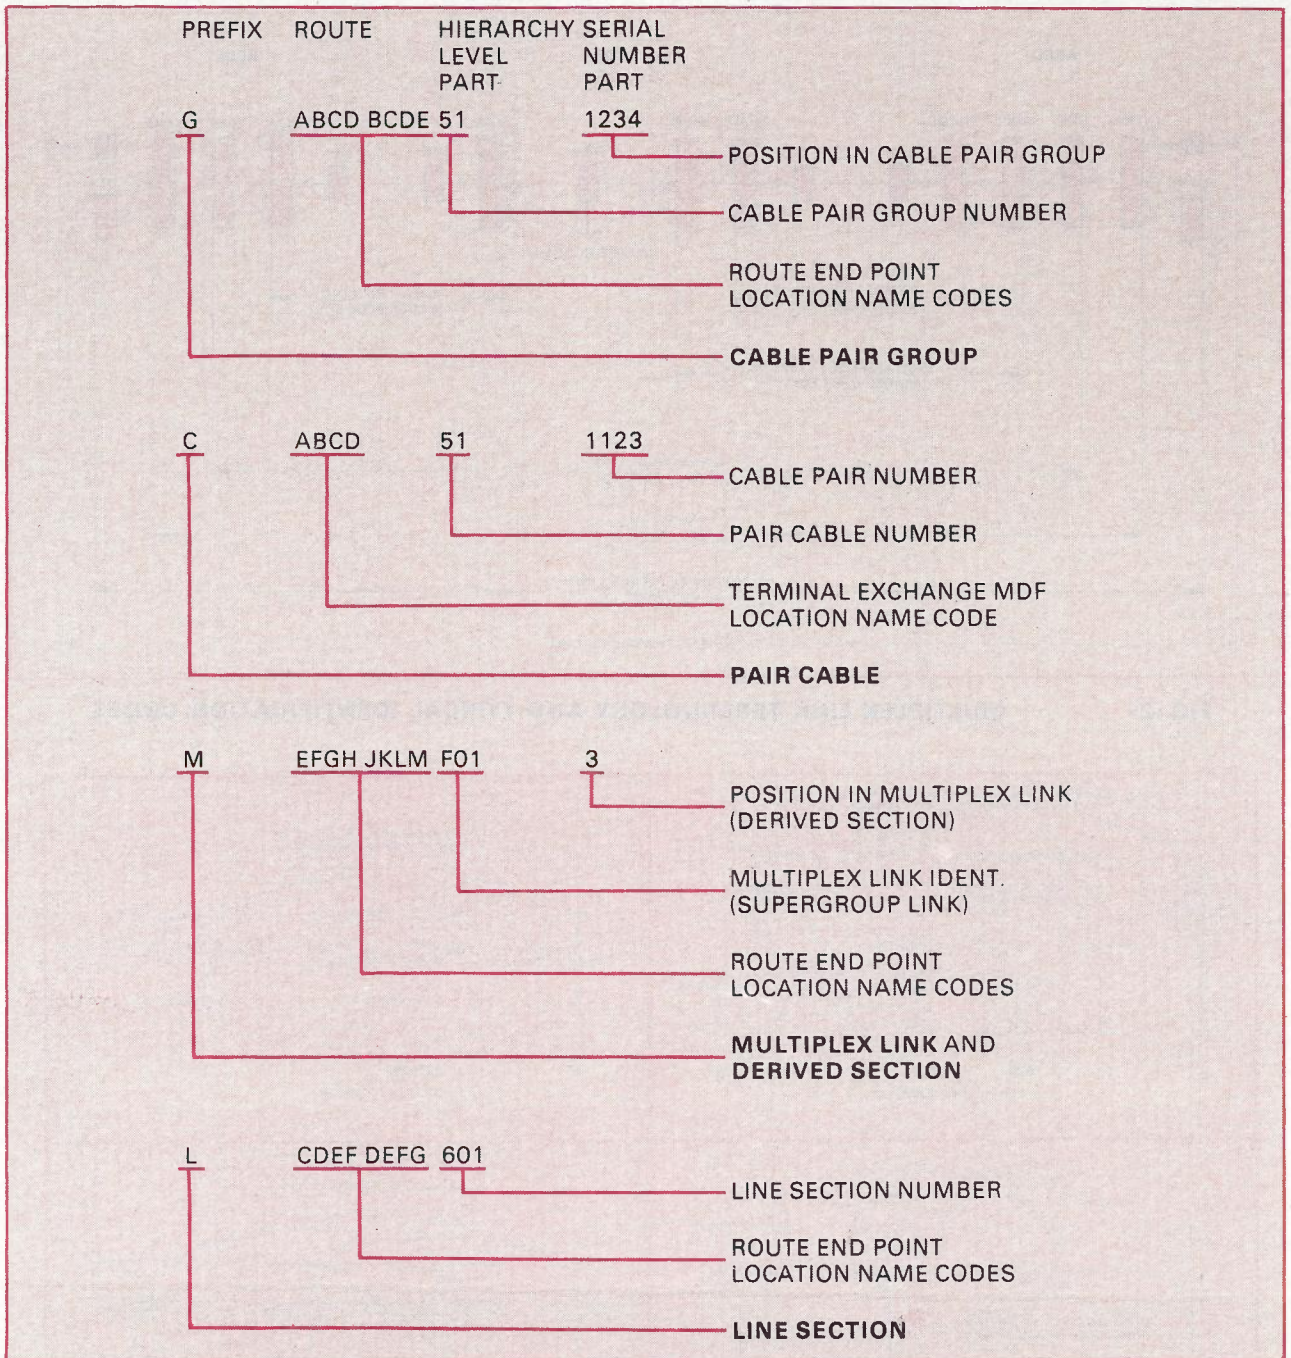 PREFIX ROUTE HIERARCHY SERIAL
LEVEL NUMBER
PART PART
G ABCD BCDE 51 1234
POSITION IN CABLE PAIR GROUP
CABLE PAIR GROUP NUMBER
ROUTE END POINT
LOCATION NAME CODES
CABLE PAIR GROUP
C ABCD 51 1123
CABLE PAIR NUMBER
PAIR CABLE NUMBER
TERMINAL EXCHANGE MDF
LOCATION NAME CODE
PAIR CABLE
M EFGH JKLM F01 3
POSITION IN MULTIPLEX LINK
(DERIVED SECTION)
MULTIPLEX LINK IDENT.
(SUPERGROUP LINK)
ROUTE END POINT
LOCATION NAME CODES
MULTIPLEX LINK AND
DERIVED SECTION
L CDEF DEFG 601
LINE SECTION NUMBER
ROUTE END POINT
LOCATION NAME CODES
LINE SECTION